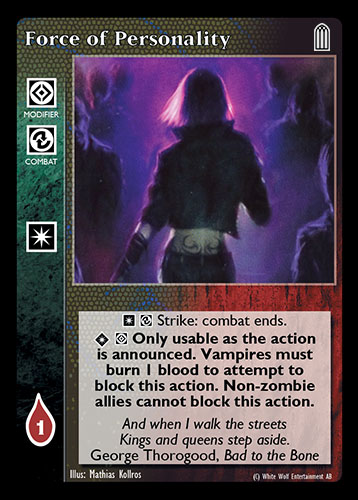 Force of Personality
MODIFIER
COMBAT
Strike: combat ends.
Only usable as the action
is announced. Vampires must
burn 1 blood to attempt to
block this action. Non-zombie
allies cannot block this action.
And when I walk the streets
Kings and queens step aside.
George Thorogood, Bad to the Bone
1
Illus: Mathias Kollros
(C) White Wolf Entertainment AB